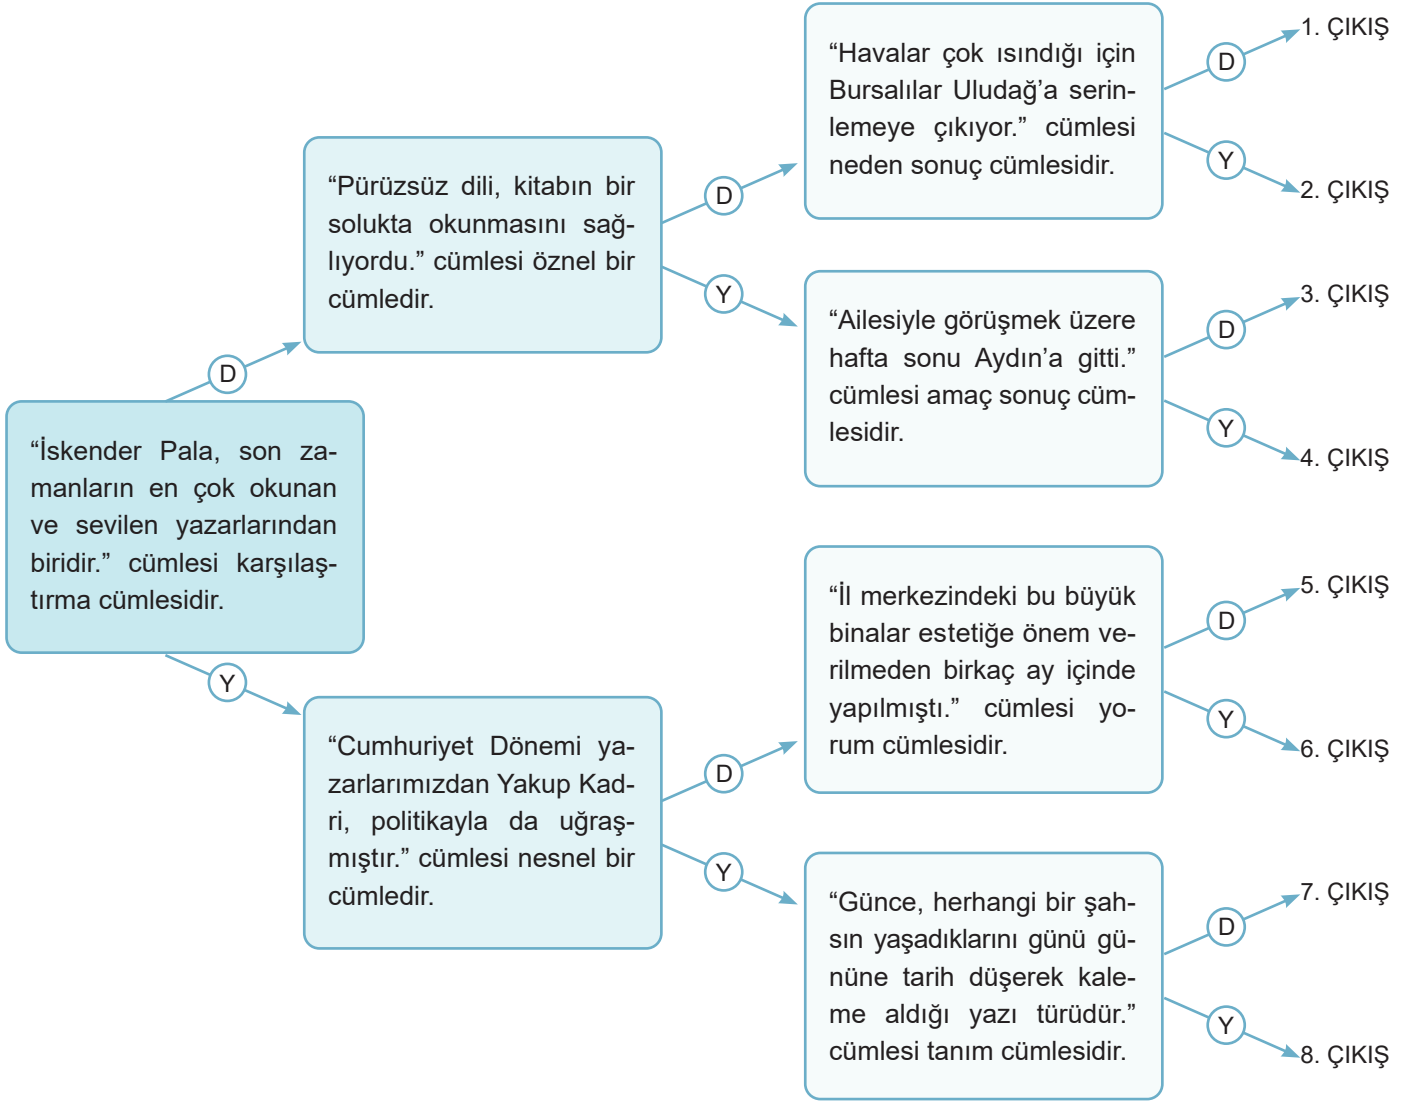 “İskender Pala, son za-
manların en çok okunan
ve sevilen yazarlarından
biridir.” cümlesi karşılaş-
tırma cümlesidir.
D
Y
“Pürüzsüz dili, kitabın bir
solukta okunmasını sağ-
lıyordu.” cümlesi öznel bir
cümledir.
D
Y
“Cumhuriyet Dönemi ya-
zarlarımızdan Yakup Kad-
ri, politikayla da uğraş-
mıştır.” cümlesi nesnel bir
cümledir.
D
Y
“Havalar çok ısındığı için
Bursalılar Uludağ’a serin-
lemeye çıkıyor.” cümlesi
neden sonuç cümlesidir.
D
1. ÇIKIŞ
Y
2. ÇIKIŞ
“Ailesiyle görüşmek üzere
hafta sonu Aydın’a gitti.”
cümlesi amaç sonuç cüm-
lesidir.
D
3. ÇIKIŞ
Y
4. ÇIKIŞ
“İl merkezindeki bu büyük
binalar estetiğe önem ve-
rilmeden birkaç ay içinde
yapılmıştı.” cümlesi yo-
rum cümlesidir.
D
5. ÇIKIŞ
Y
6. ÇIKIŞ
“Günce, herhangi bir şah-
sın yaşadıklarını günü gü-
nüne tarih düşerek kale-
me aldığı yazı türüdür.”
cümlesi tanım cümlesidir.
D
7. ÇIKIŞ
Y
8. ÇIKIŞ